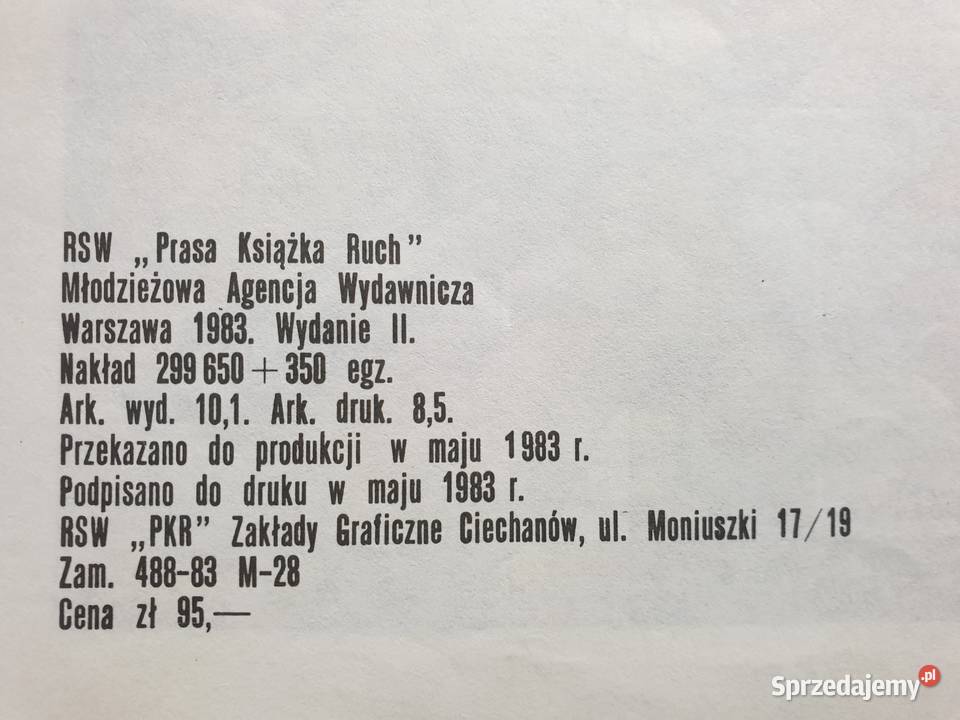 RSW „Prasa Książka Ruch”
Młodzieżowa Agencja Wydawnicza
Warszawa 1983. Wydanie II.
Nakład 299 650 + 350 egz.
Ark. wyd. 10,1. Ark. druk. 8,5.
Przekazano do produkcji w maju 1983 r.
Podpisano do druku w maju 1983 r.
RSW „PKR” Zakłady Graficzne Ciechanów, ul. Moniuszki 17/19
Zam. 488-83 M-28
Cena zł 95,—
Sprzedajemy.pl